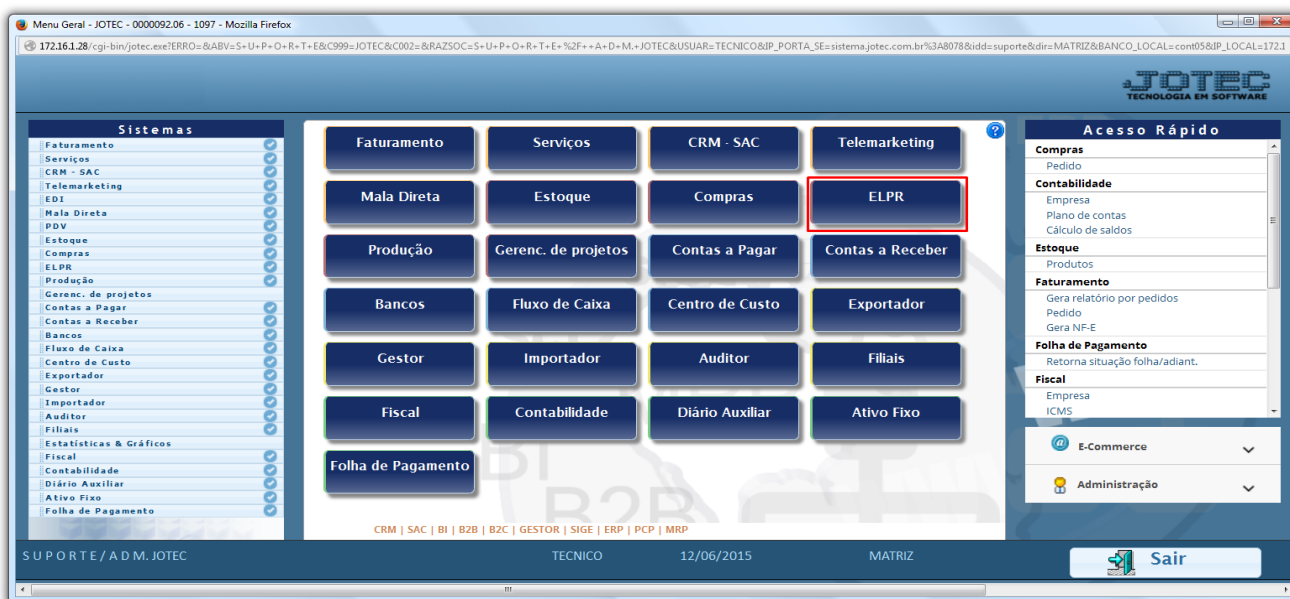 Menu Geral - JOTEC - 0000092.06 - 1097 - Mozilla Firefox
172.16.1.28/cgi-bin/jotec.exe?ERRO=&ABV=S+U+P+O+R+T+E&C999=JOTEC&C002=&RAZSOC=S+U+P+O+R+T+E+%2F++A+D+M.+JOTEC&USUAR=TECNICO&IP_PORTA_SE=sistema.jotec.com.br%3A8078&idd=suporte&dir=MATRIZ&BANCO_LOCAL=cont05&IP_LOCAL=172.1
JOTEC
TECNOLOGIA EM SOFTWARE
Sistemas
Faturamento
Serviços
CRM - SAC
Telemarketing
EDI
Mala Direta
PDV
Estoque
Compras
ELPR
Produção
Gerenc. de projetos
Contas a Pagar
Contas a Receber
Bancos
Fluxo de Caixa
Centro de Custo
Exportador
Gestor
Importador
Auditor
Filiais
Estatísticas & Gráficos
Fiscal
Contabilidade
Diário Auxiliar
Ativo Fixo
Folha de Pagamento
Faturamento Serviços CRM - SAC Telemarketing
Mala Direta Estoque Compras ELPR
Produção Gerenc. de projetos Contas a Pagar Contas a Receber
Bancos Fluxo de Caixa Centro de Custo Exportador
Gestor Importador Auditor Filiais
Fiscal Contabilidade Diário Auxiliar Ativo Fixo
Folha de Pagamento
BI
B2B
CRM | SAC | BI | B2B | B2C | GESTOR | SIGE | ERP | PCP | MRP
?
Acesso Rápido
Compras
Pedido
Contabilidade
Empresa
Plano de contas
Cálculo de saldos
Estoque
Produtos
Faturamento
Gera relatório por pedidos
Pedido
Gera NF-E
Folha de Pagamento
Retorna situação folha/adiant.
Fiscal
Empresa
ICMS
@ E-Commerce
Administração
S U P O R T E / A D M. JOTEC TECNICO 12/06/2015 MATRIZ
Sair